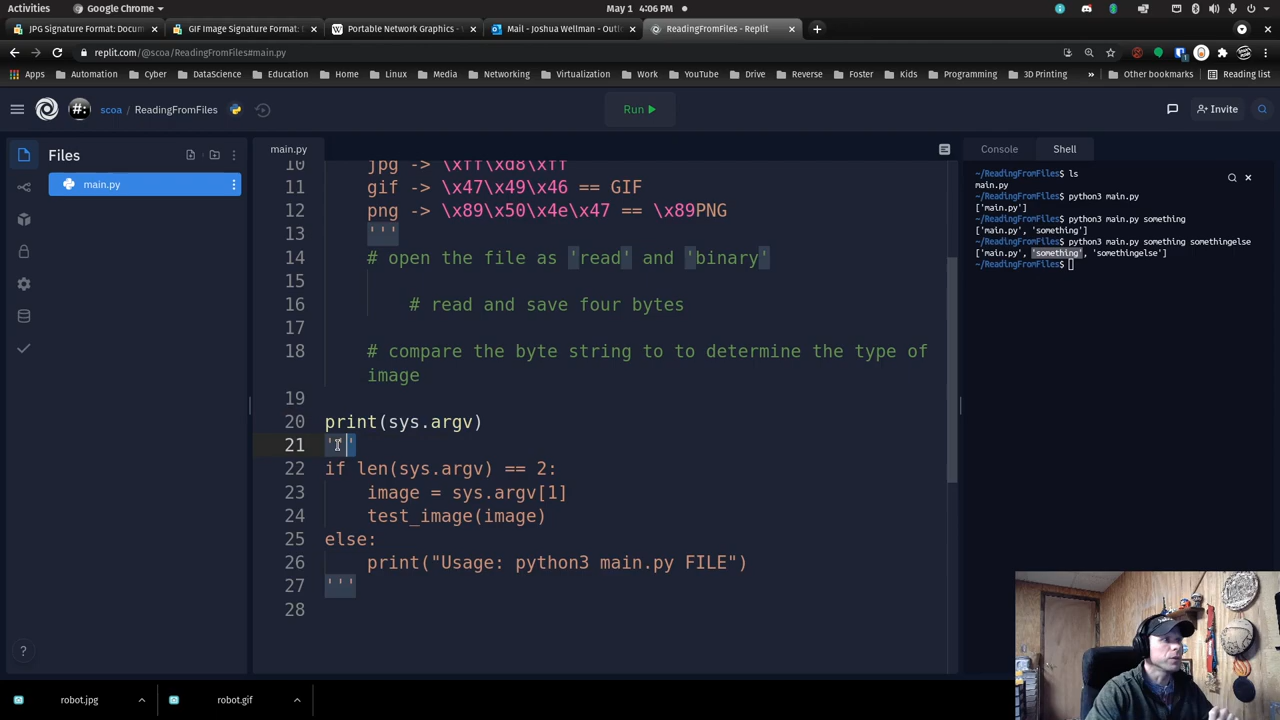 Activities
Google Chrome
May 1 4:06 PM
JPG Signature Format: Docum
GIF Image Signature Format:
Portable Network Graphics -
Mail - Joshua Wellman - Outl
ReadingFromFiles - Replit
replit.com/@scoa/ReadingFromFiles#main.py
Apps Automation Cyber DataScience Education Home Linux Media Networking Virtualization Work YouTube Drive Reverse Foster Kids Programming 3D Printing » Other bookmarks Reading list
scoa / ReadingFromFiles
Run
Invite
Files
main.py
main.py
Console Shell
10 jpg -> \xff\xd8\xff
11 gif -> \x47\x49\x46 == GIF
12 png -> \x89\x50\x4e\x47 == \x89PNG
13 '''
14 # open the file as 'read' and 'binary'
15
16 # read and save four bytes
17
18 # compare the byte string to to determine the type of
image
19
20 print(sys.argv)
21 '''
22 if len(sys.argv) == 2:
23 image = sys.argv[1]
24 test_image(image)
25 else:
26 print("Usage: python3 main.py FILE")
27 '''
28
~/ReadingFromFiles$ ls
main.py
~/ReadingFromFiles$ python3 main.py
['main.py']
~/ReadingFromFiles$ python3 main.py something
['main.py', 'something']
~/ReadingFromFiles$ python3 main.py something somethingelse
['main.py', 'something', 'somethingelse']
~/ReadingFromFiles$
?
robot.jpg
robot.gif